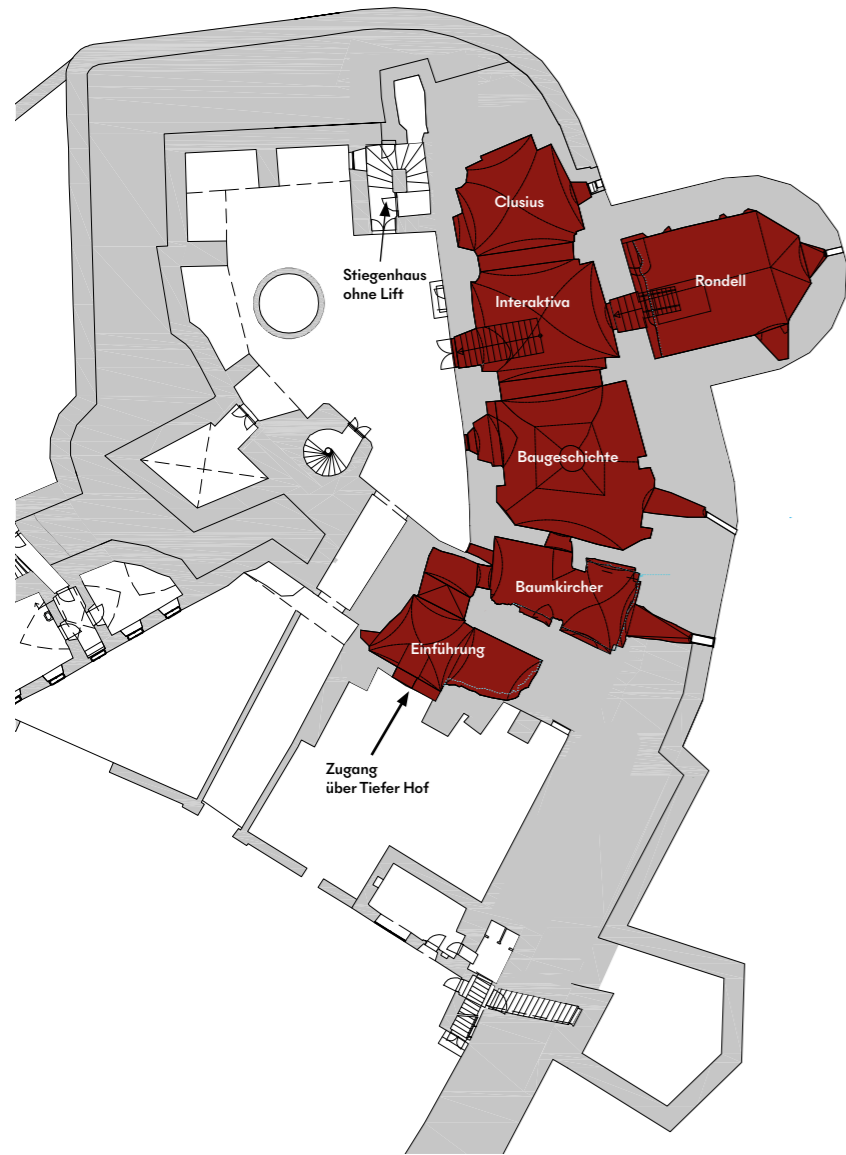 Clusius
Stiegenhaus
ohne Lift
Interaktiva
Rondell
Baugeschichte
Baumkircher
Einführung
Zugang
über Tiefer Hof